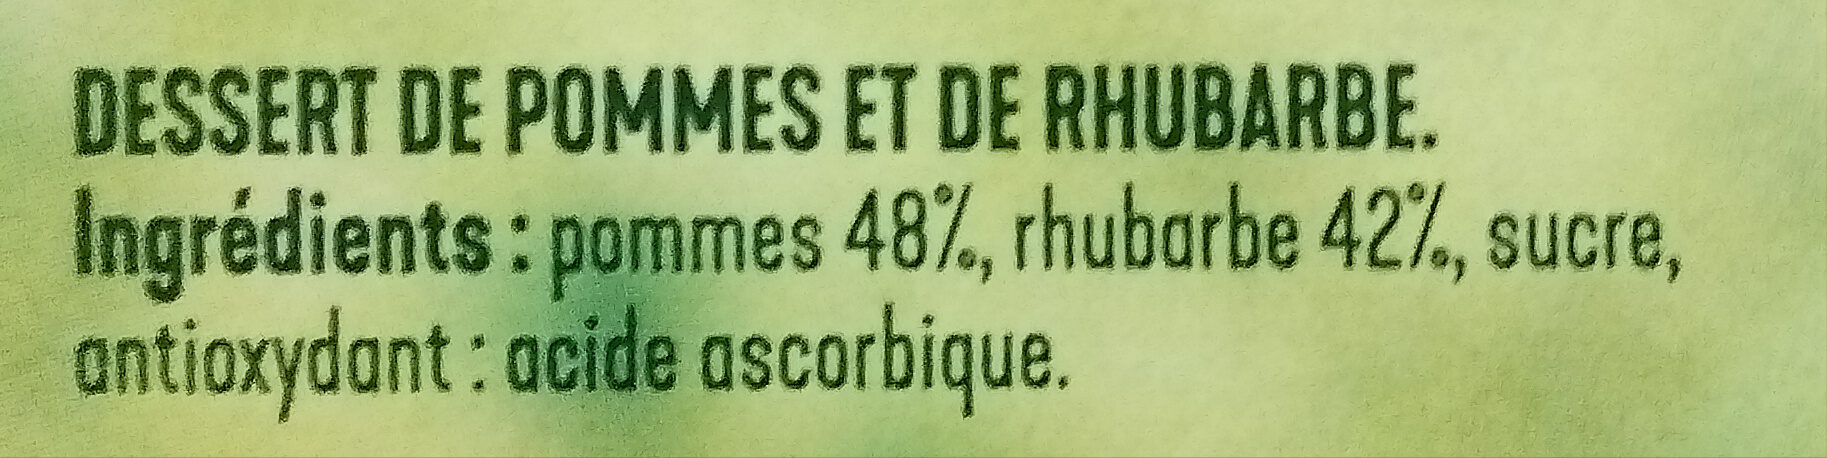 DESSERT DE POMMES ET DE RHUBARBE.
Ingrédients : pommes 48%, rhubarbe 42%, sucre,
antioxydant : acide ascorbique.